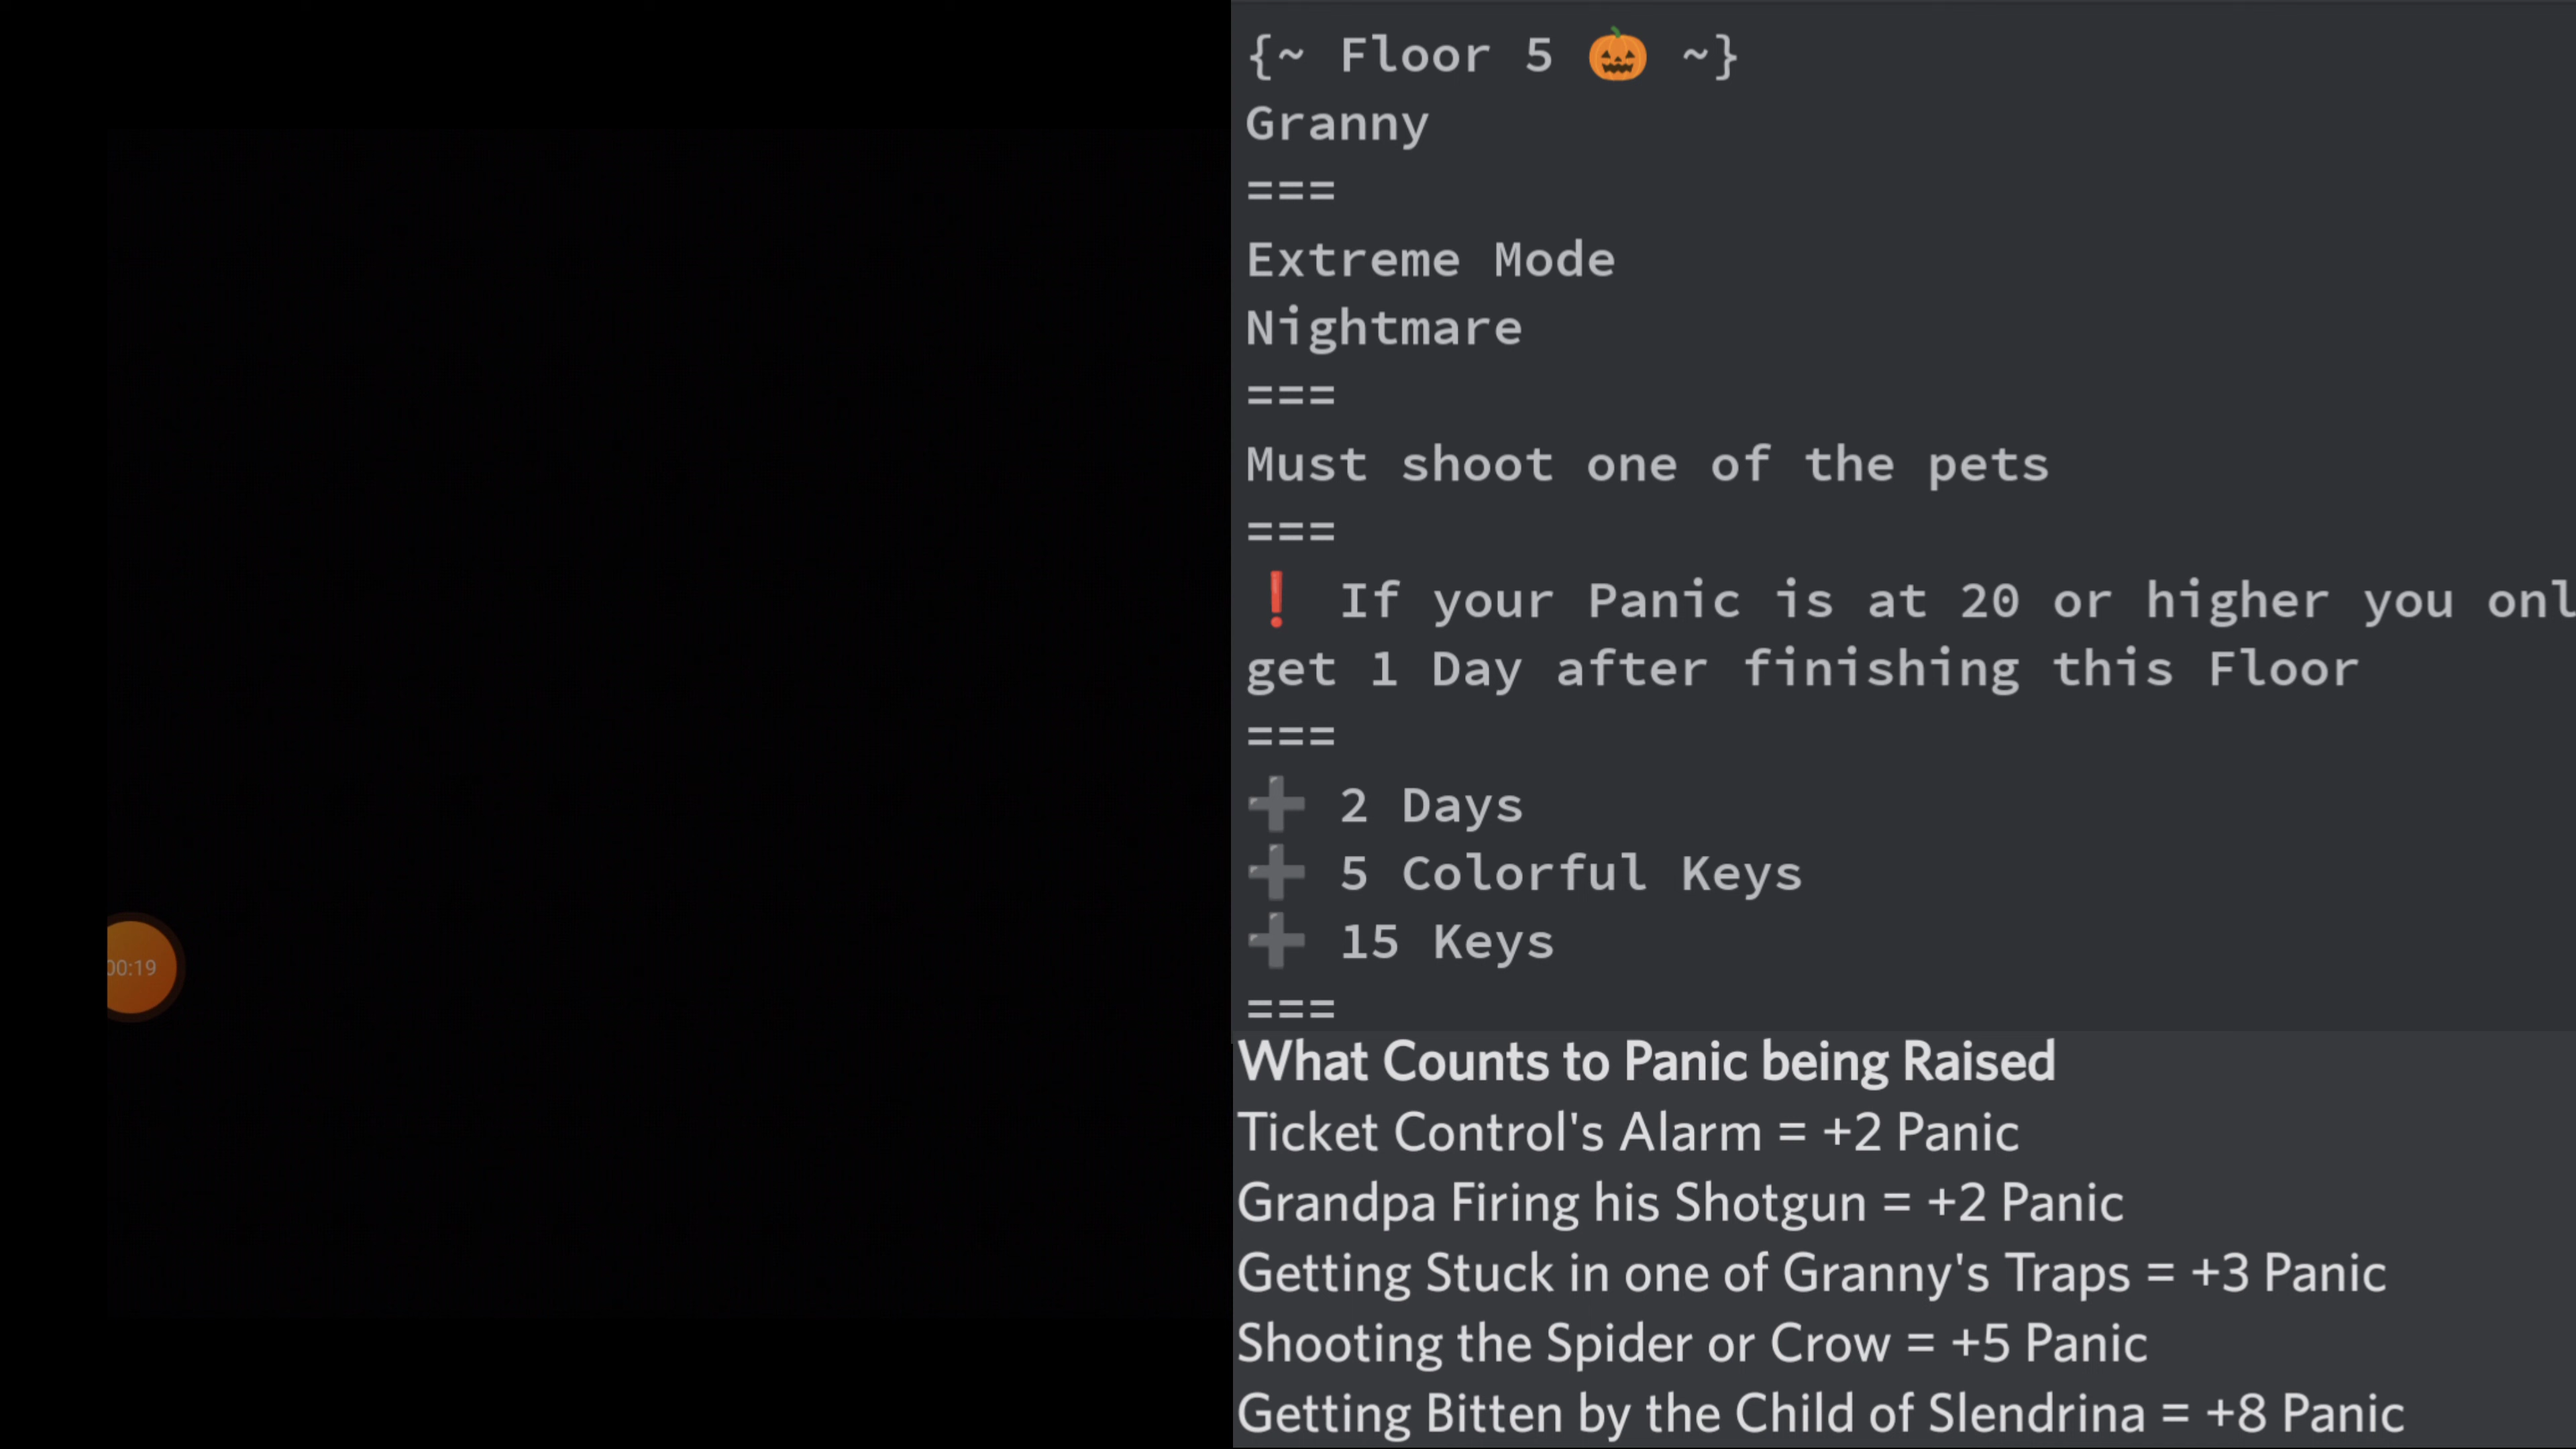 {~ Floor 5 🎃 ~}
Granny
===
Extreme Mode
Nightmare
===
Must shoot one of the pets
===
❗ If your Panic is at 20 or higher you onl
get 1 Day after finishing this Floor
===
➕ 2 Days
➕ 5 Colorful Keys
➕ 15 Keys
===
00:19
What Counts to Panic being Raised
Ticket Control's Alarm = +2 Panic
Grandpa Firing his Shotgun = +2 Panic
Getting Stuck in one of Granny's Traps = +3 Panic
Shooting the Spider or Crow = +5 Panic
Getting Bitten by the Child of Slendrina = +8 Panic